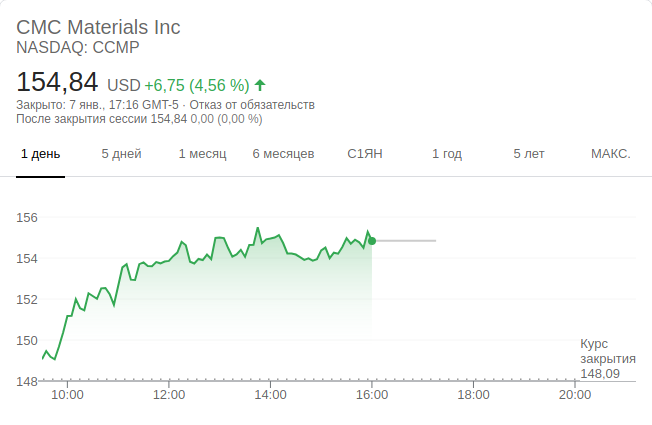 CMC Materials Inc
NASDAQ: CCMP
154,84 USD +6,75 (4,56 %)
Закрыто: 7 янв., 17:16 GMT-5 · Отказ от обязательств
После закрытия сессии 154,84 0,00 (0,00 %)
1 день 5 дней 1 месяц 6 месяцев С1ЯН 1 год 5 лет МАКС.
156
154
152
150
Курс
закрытия
148,09
148
10:00 12:00 14:00 16:00 18:00 20:00